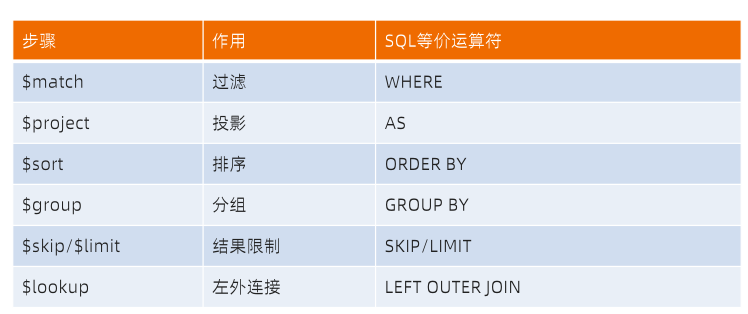 步骤 作用 SQL等价运算符
$match 过滤 WHERE
$project 投影 AS
$sort 排序 ORDER BY
$group 分组 GROUP BY
$skip/$limit 结果限制 SKIP/LIMIT
$lookup 左外连接 LEFT OUTER JOIN